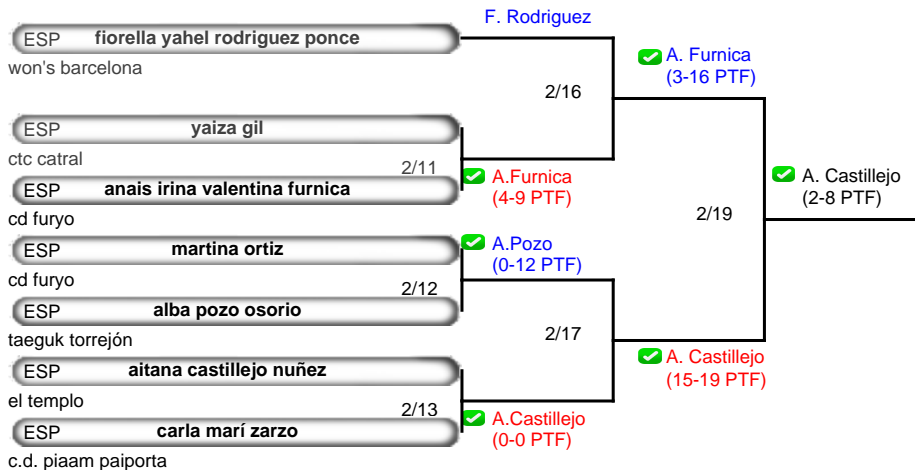 F. Rodriguez
ESP fiorella yahel rodriguez ponce
won's barcelona
A. Furnica
(3-16 PTF)
2/16
ESP yaiza gil
ctc catral
2/11
ESP anais irina valentina furnica
cd furyo
A.Furnica
(4-9 PTF)
A. Castillejo
(2-8 PTF)
2/19
ESP martina ortiz
cd furyo
A.Pozo
(0-12 PTF)
2/12
ESP alba pozo osorio
taeguk torrejón
2/17
ESP aitana castillejo nuñez
el templo
A. Castillejo
(15-19 PTF)
2/13
ESP carla marí zarzo
c.d. piaam paiporta
A.Castillejo
(0-0 PTF)